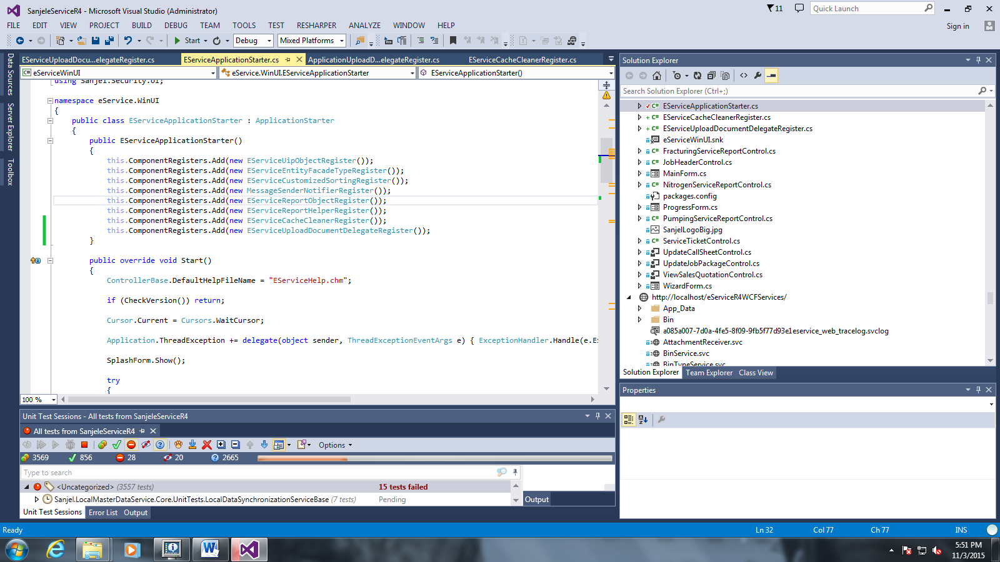 SanjeleServiceR4 - Microsoft Visual Studio (Administrator)
11
Quick Launch
FILE EDIT VIEW PROJECT BUILD DEBUG TEAM TOOLS TEST RESHARPER ANALYZE WINDOW HELP
Sign in
Start Debug Mixed Platforms
Data Sources
Server Explorer
Toolbox
EServiceUploadDocu...elegateRegister.cs EServiceApplicationStarter.cs ApplicationUploadD...elegateRegister.cs EServiceCacheCleanerRegister.cs
eServiceWinUI eService.WinUI.EServiceApplicationStarter EServiceApplicationStarter()
using Sanjel.Security.UI;
namespace eService.WinUI
{
public class EServiceApplicationStarter : ApplicationStarter
{
public EServiceApplicationStarter()
{
this.ComponentRegisters.Add(new EServiceUipObjectRegister());
this.ComponentRegisters.Add(new EServiceEntityFacadeTypeRegister());
this.ComponentRegisters.Add(new EServiceCustomizedSortingRegister());
this.ComponentRegisters.Add(new MessageSenderNotifierRegister());
this.ComponentRegisters.Add(new EServiceReportObjectRegister());
this.ComponentRegisters.Add(new EServiceReportHelperRegister());
this.ComponentRegisters.Add(new EServiceCacheCleanerRegister());
this.ComponentRegisters.Add(new EServiceUploadDocumentDelegateRegister());
}
public override void Start()
{
ControllerBase.DefaultHelpFileName = "EServiceHelp.chm";
if (CheckVersion()) return;
Cursor.Current = Cursors.WaitCursor;
Application.ThreadException += delegate(object sender, ThreadExceptionEventArgs e) { ExceptionHandler.Handle(e.E
SplashForm.Show();
try
{
100 %
Solution Explorer
Search Solution Explorer (Ctrl+;)
EServiceApplicationStarter.cs
EServiceCacheCleanerRegister.cs
EServiceUploadDocumentDelegateRegister.cs
eServiceWinUI.snk
FracturingServiceReportControl.cs
JobHeaderControl.cs
MainForm.cs
NitrogenServiceReportControl.cs
packages.config
ProgressForm.cs
PumpingServiceReportControl.cs
SanjelLogoBig.jpg
ServiceTicketControl.cs
UpdateCallSheetControl.cs
UpdateJobPackageControl.cs
ViewSalesQuotationControl.cs
WizardForm.cs
http://localhost/eServiceR4WCFServices/
App_Data
Bin
a085a007-7d0a-4fe5-8f09-9fb5f77d93e1eservice_web_tracelog.svclog
AttachmentReceiver.svc
BinService.svc
BinTypeService.svc
Solution Explorer Team Explorer Class View
Properties
Unit Test Sessions - All tests from SanjeleServiceR4
All tests from SanjeleServiceR4
Options
3569 856 28 20 2665
Type to search
<Uncategorized> (3557 tests) 15 tests failed
Sanjel.LocalMasterDataService.Core.UnitTests.LocalDataSynchronizationServiceBase (7 tests) Pending
Output
Unit Test Sessions Error List Output
Ready Ln 32 Col 77 Ch 77 INS
5:51 PM
11/3/2015